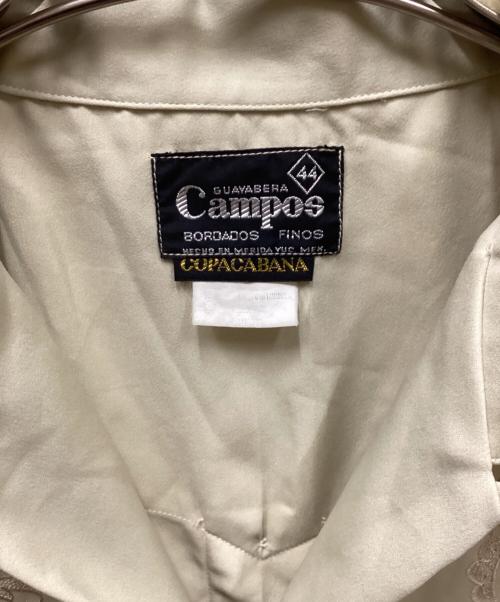 44
GUAYABERA
Campos
BORDADOS FINOS
HECHO EN MERIDA YUC. MEX.
COPACABANA